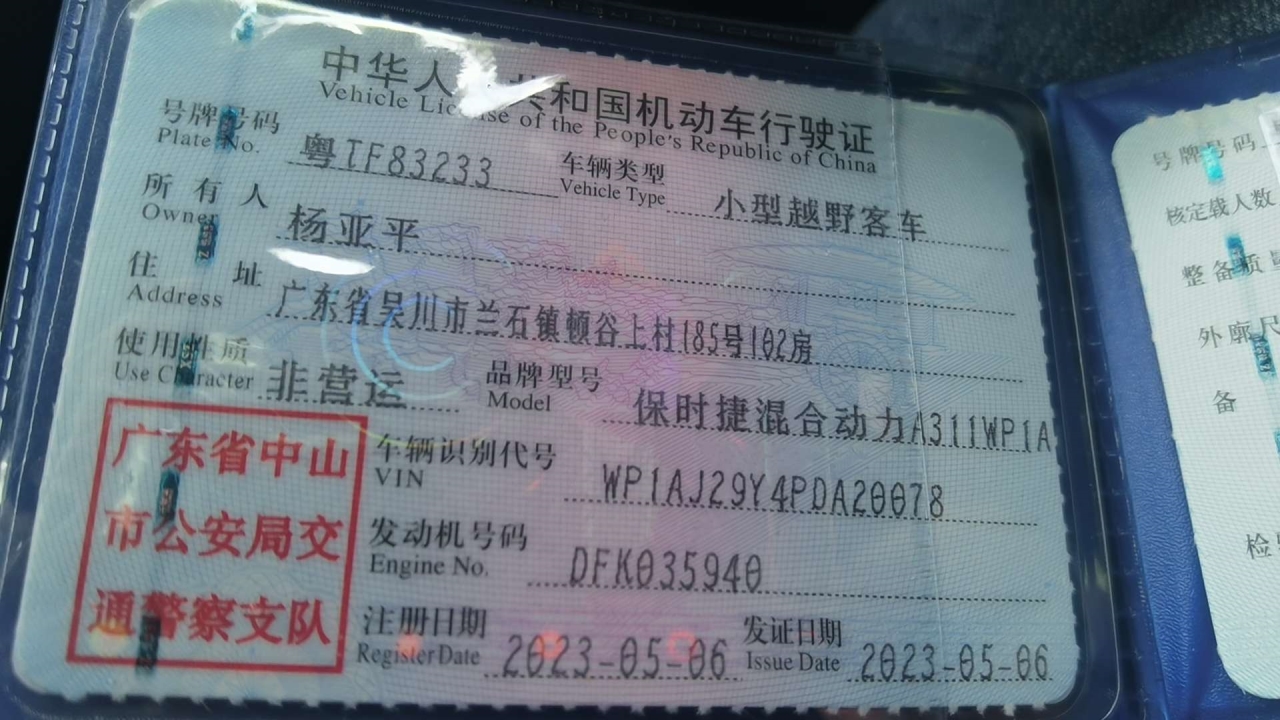 中华人 共和国机动车行驶证
Vehicle License of the People's Republic of China
号牌号码 粤TF83233 车辆类型 小型越野客车
Plate No. Vehicle Type
所有人 杨亚平
Owner
住址 广东省吴川市兰石镇顿谷上村185号102房
Address
使用性质 非营运 品牌型号 保时捷混合动力A311WP1A
Use Character Model
广东省中山
市公安局交
通警察支队
车辆识别代号 WP1AJ29Y4PDA20078
VIN
发动机号码 DFK035940
Engine No.
注册日期 2023-05-06 发证日期 2023-05-06
Register Date Issue Date
号牌号码
核定载人数
整备质量
外廓尺
备
检